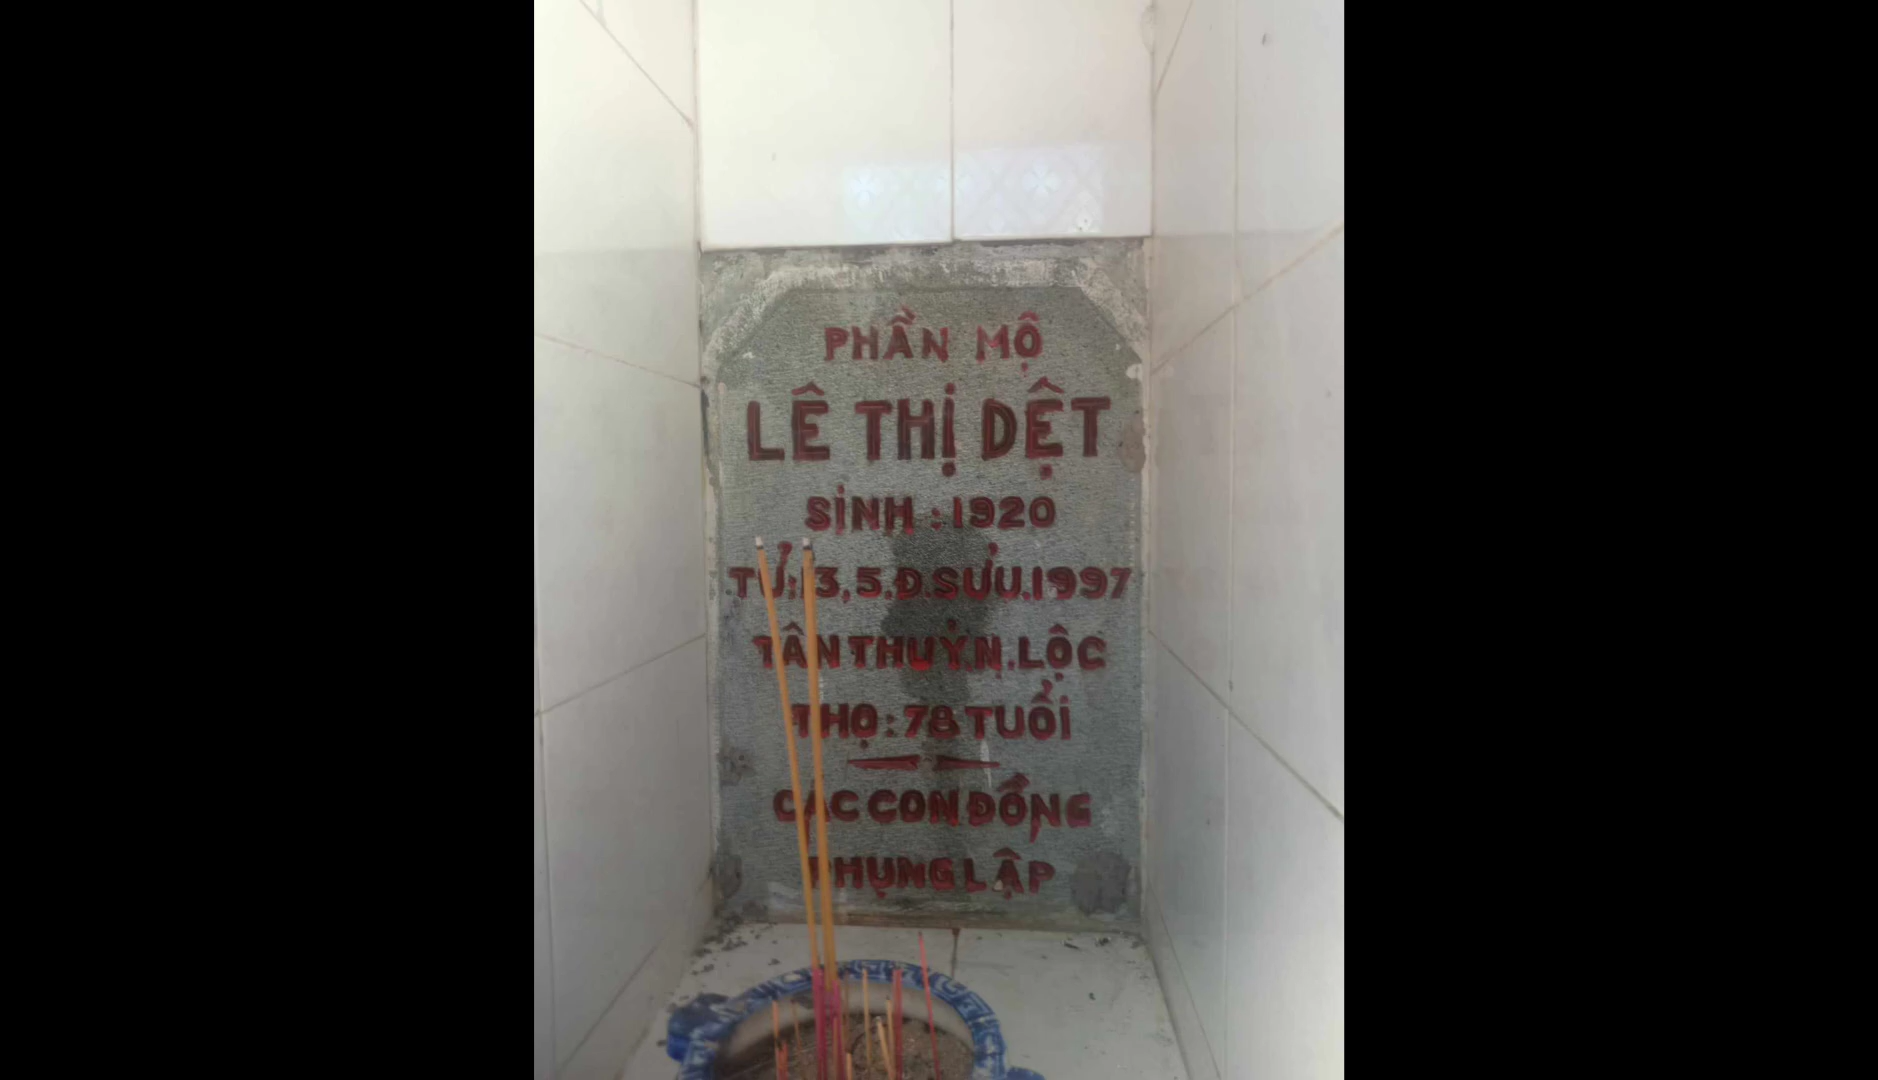 PHẦN MỘ
LÊ THỊ DỆT
SINH : 1920
TỬ:13,5.Đ.SỬU.1997
TÂN THUỶ.N.LỘC
THỌ:78 TUỔI
CÁC CON ĐỒNG
PHỤNG LẬP